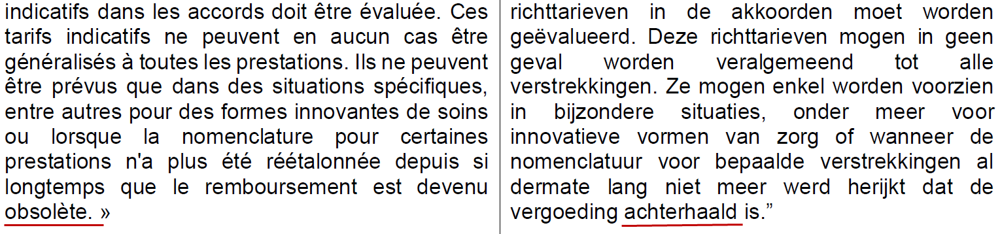 indicatifs dans les accords doit être évaluée. Ces
tarifs indicatifs ne peuvent en aucun cas être
généralisés à toutes les prestations. Ils ne peuvent
être prévus que dans des situations spécifiques,
entre autres pour des formes innovantes de soins
ou lorsque la nomenclature pour certaines
prestations n'a plus été réétalonnée depuis si
longtemps que le remboursement est devenu
obsolète. »
richttarieven in de akkoorden moet worden
geëvalueerd. Deze richttarieven mogen in geen
geval worden veralgemeend tot alle
verstrekkingen. Ze mogen enkel worden voorzien
in bijzondere situaties, onder meer voor
innovatieve vormen van zorg of wanneer de
nomenclatuur voor bepaalde verstrekkingen al
dermate lang niet meer werd herijkt dat de
vergoeding achterhaald is.”